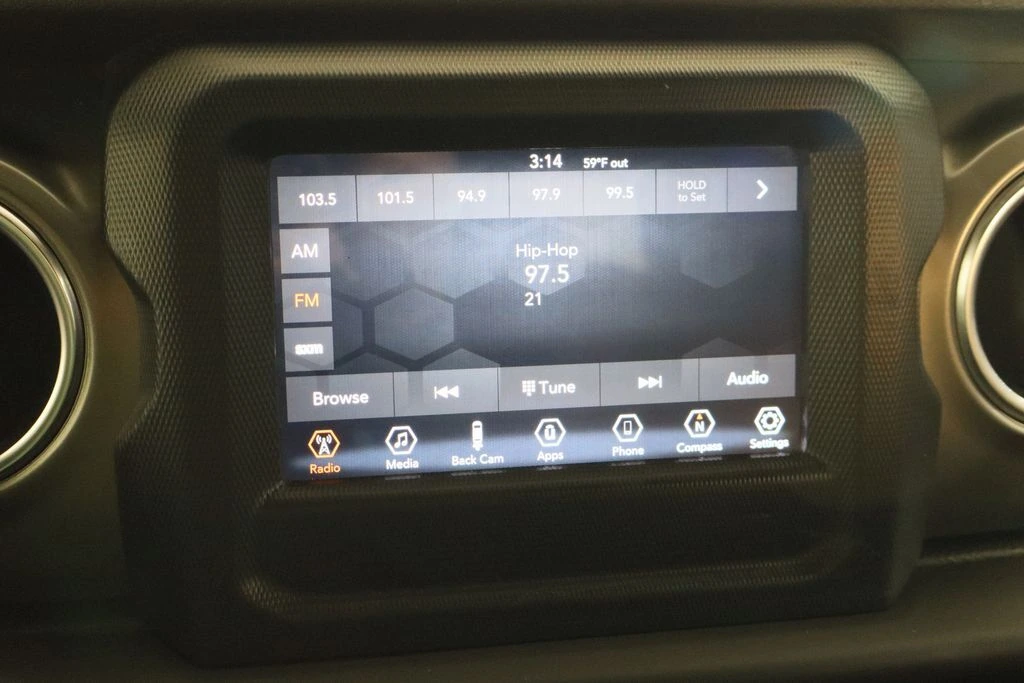 3:14 59°F out
103.5 101.5 94.9 97.9 99.5 HOLD
to Set
AM
Hip-Hop
97.5
FM
21
sxm
Browse Tune Audio
Radio Media Back Cam Apps Phone Compass Settings
N